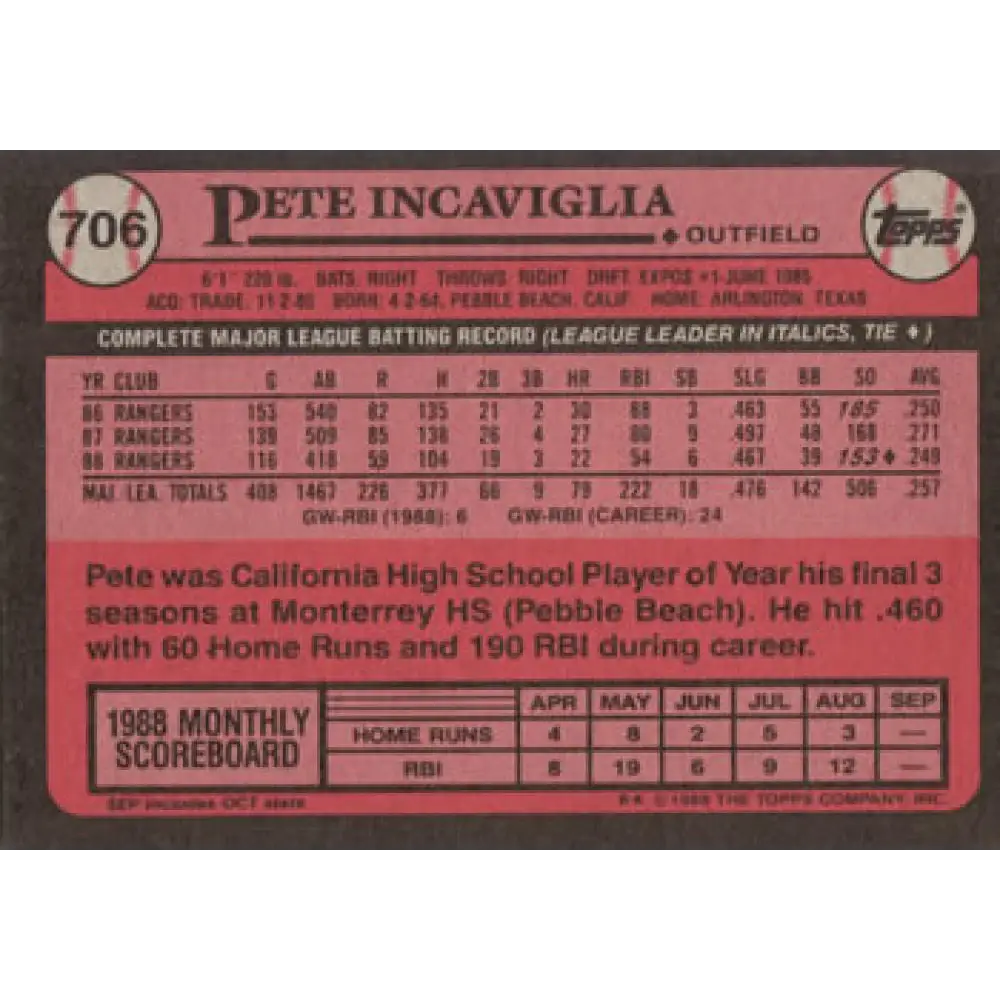 706 PETE INCAVIGLIA
♦ OUTFIELD
TOPPS®
6'1" 220 lb. BATS: RIGHT THROWS: RIGHT DRFT: EXPOS #1-JUNE 1985
ACQ: TRADE, 11-2-85 BORN: 4-2-64, PEBBLE BEACH, CALIF. HOME: ARLINGTON, TEXAS
COMPLETE MAJOR LEAGUE BATTING RECORD (LEAGUE LEADER IN ITALICS, TIE ♦)
YR CLUB G AB R H 2B 3B HR RBI SB SLG BB SO AVG
86 RANGERS 153 540 82 135 21 2 30 88 3 .463 55 185 .250
87 RANGERS 139 509 85 138 26 4 27 80 9 .497 48 168 .271
88 RANGERS 116 418 59 104 19 3 22 54 6 .467 39 153♦ .249
MAJ. LEA. TOTALS 408 1467 226 377 66 9 79 222 18 .476 142 506 .257
GW-RBI (1988): 6 GW-RBI (CAREER): 24
Pete was California High School Player of Year his final 3
seasons at Monterrey HS (Pebble Beach). He hit .460
with 60 Home Runs and 190 RBI during career.
1988 MONTHLY
SCOREBOARD
APR MAY JUN JUL AUG SEP
HOME RUNS 4 8 2 5 3 —
RBI 8 19 6 9 12 —
SEP includes OCT stats
© 1989 THE TOPPS COMPANY, INC.